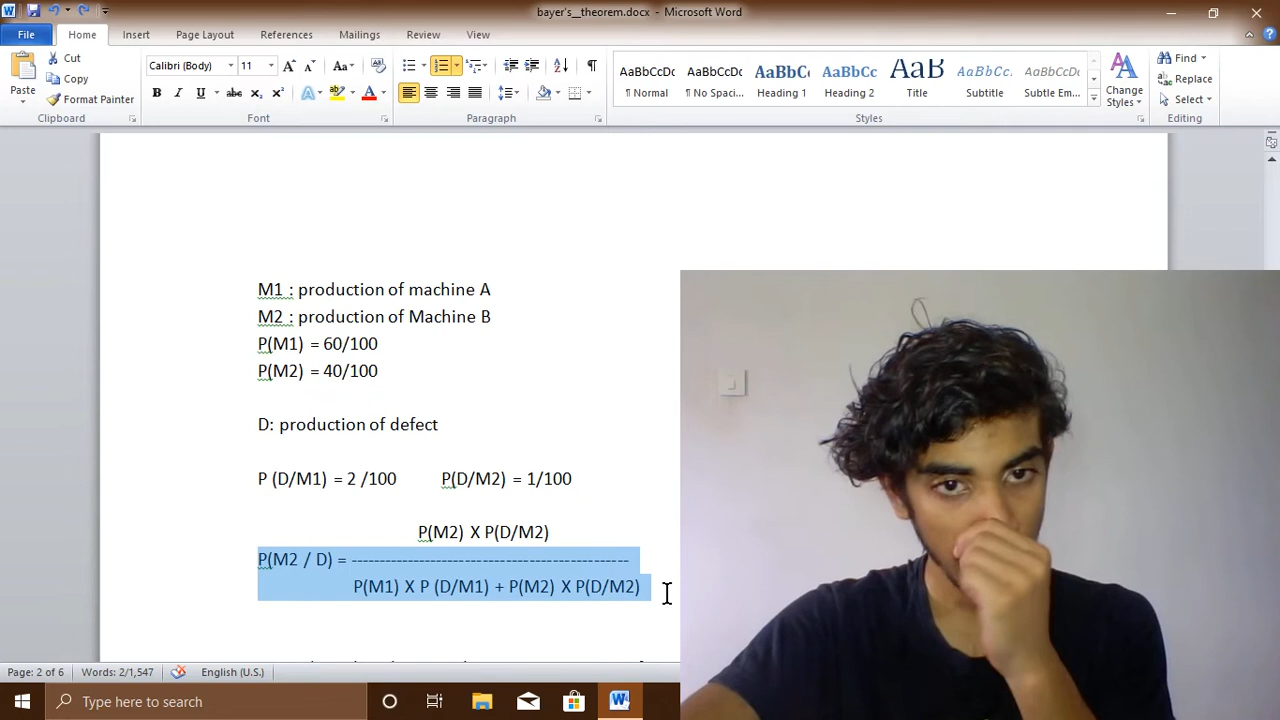 bayer's__theorem.docx - Microsoft Word
File Home Insert Page Layout References Mailings Review View
Paste
Cut
Copy
Format Painter
Clipboard
Calibri (Body) 11
Font
Paragraph
AaBbCcDc AaBbCcDc AaBbC AaBbCc AaB AaBbCcD AaBbCcDc
¶ Normal ¶ No Spaci... Heading 1 Heading 2 Title Subtitle Subtle Em...
Change Styles
Styles
Find
Replace
Select
Editing
M1 : production of machine A
M2 : production of Machine B
P(M1) = 60/100
P(M2) = 40/100
D: production of defect
P (D/M1) = 2 /100 P(D/M2) = 1/100
P(M2) X P(D/M2)
P(M2 / D) = ---------------------------------------------
P(M1) X P (D/M1) + P(M2) X P(D/M2)
Page: 2 of 6 Words: 2/1,547 English (U.S.)
Type here to search